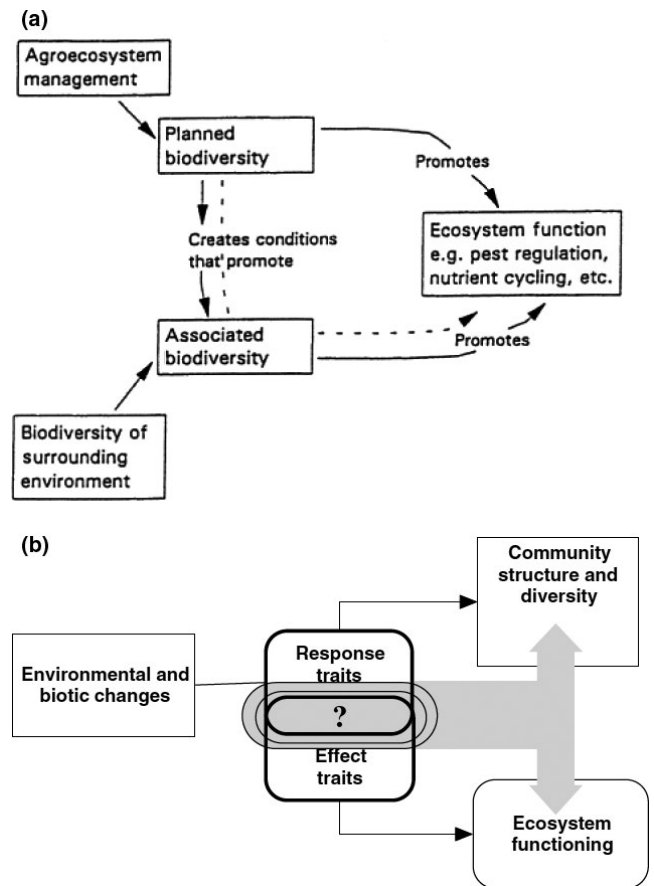 (a)
Agroecosystem
management
Planned
biodiversity
Promotes
Creates conditions
that promote
Ecosystem function
e.g. pest regulation,
nutrient cycling, etc.
Associated
biodiversity
Promotes
Biodiversity of
surrounding
environment
(b)
Community
structure and
diversity
Environmental and
biotic changes
Response
traits
?
Effect
traits
Ecosystem
functioning